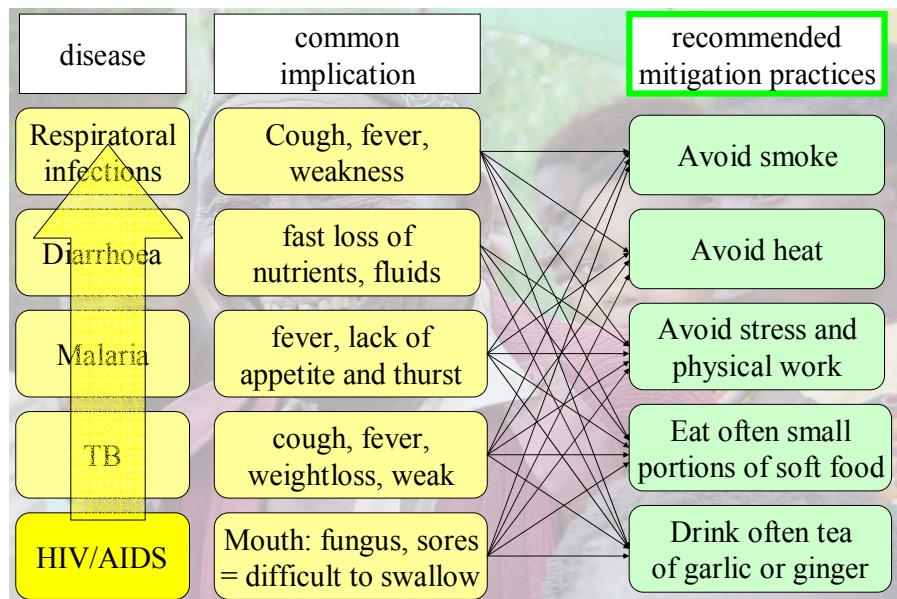 disease
common
implication
recommended
mitigation practices
Respiratoral
infections
Cough, fever,
weakness
Avoid smoke
Diarrhoea
fast loss of
nutrients, fluids
Avoid heat
Malaria
fever, lack of
appetite and thurst
Avoid stress and
physical work
TB
cough, fever,
weightloss, weak
Eat often small
portions of soft food
HIV/AIDS
Mouth: fungus, sores
= difficult to swallow
Drink often tea
of garlic or ginger